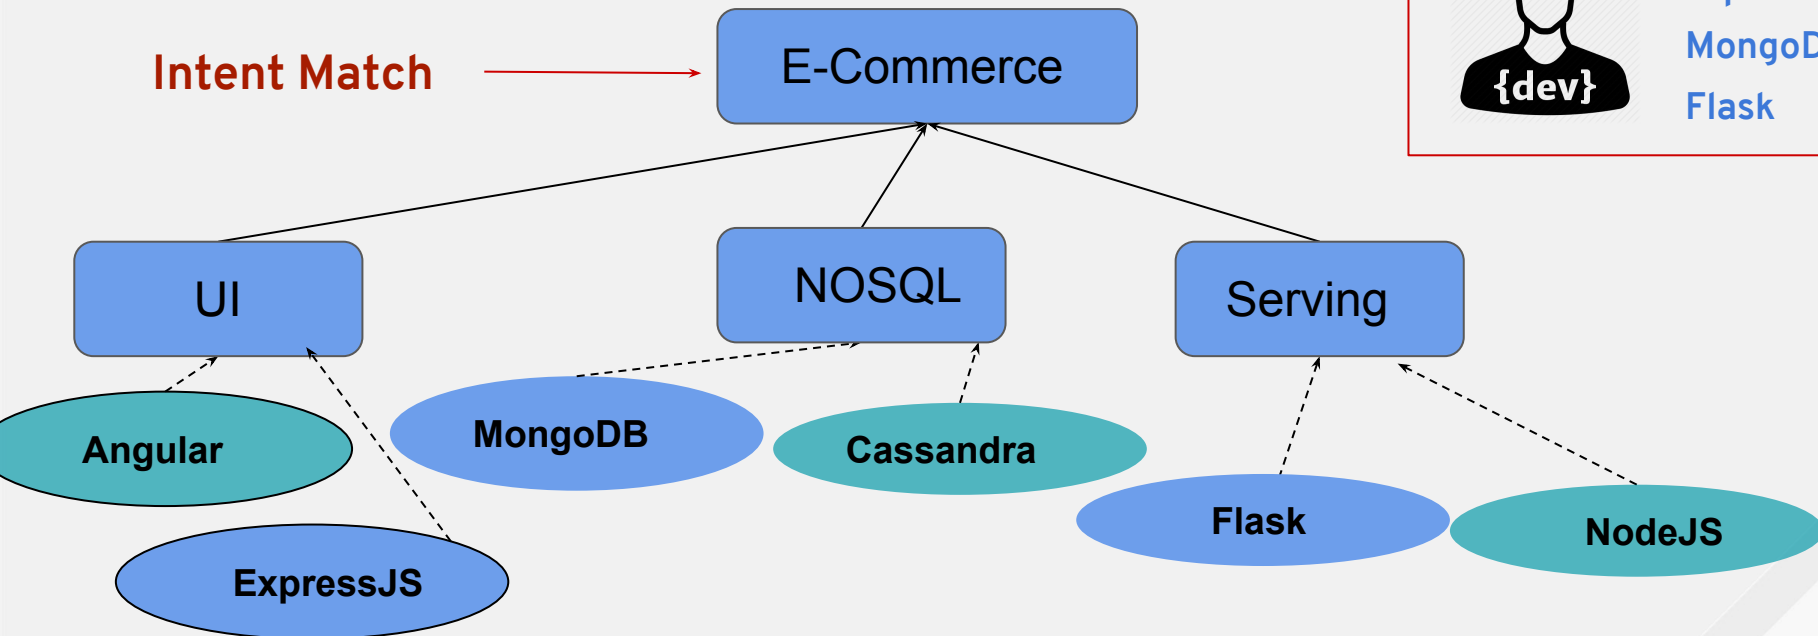 Intent Match
E-Commerce
{dev}
Flask
UI
NOSQL
Serving
Angular
MongoDB
Cassandra
ExpressJS
Flask
NodeJS